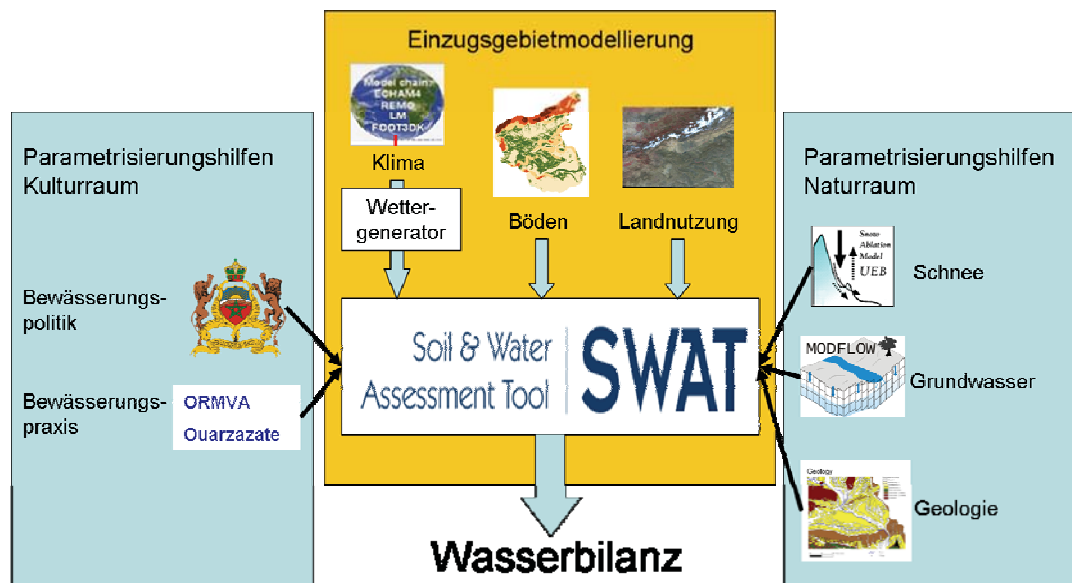 Einzugsgebietmodellierung
Model chain:
ECHAM4
REMO
LM
FOOT3DK
Klima
Wetter-
generator
Böden
Landnutzung
Parametrisierungshilfen
Kulturraum
Bewässerungs-
politik
Bewässerungs-
praxis
ORMVA
Ouarzazate
Soil & Water
Assessment Tool
SWAT
Parametrisierungshilfen
Naturraum
Snow
Ablation
Model
UEB
Schnee
MODFLOW
Grundwasser
Geology
Geologie
Wasserbilanz